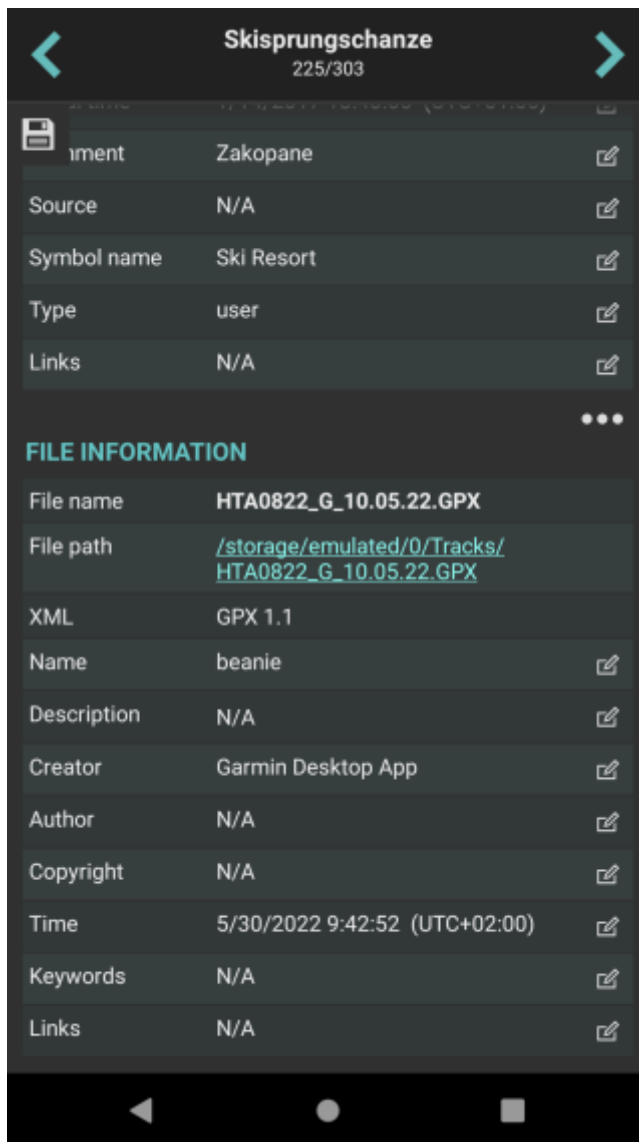 Skisprungschanze
225/303
mment Zakopane
Source N/A
Symbol name Ski Resort
Type user
Links N/A
FILE INFORMATION
File name HTA0822_G_10.05.22.GPX
File path /storage/emulated/0/Tracks/
HTA0822_G_10.05.22.GPX
XML GPX 1.1
Name beanie
Description N/A
Creator Garmin Desktop App
Author N/A
Copyright N/A
Time 5/30/2022 9:42:52 (UTC+02:00)
Keywords N/A
Links N/A